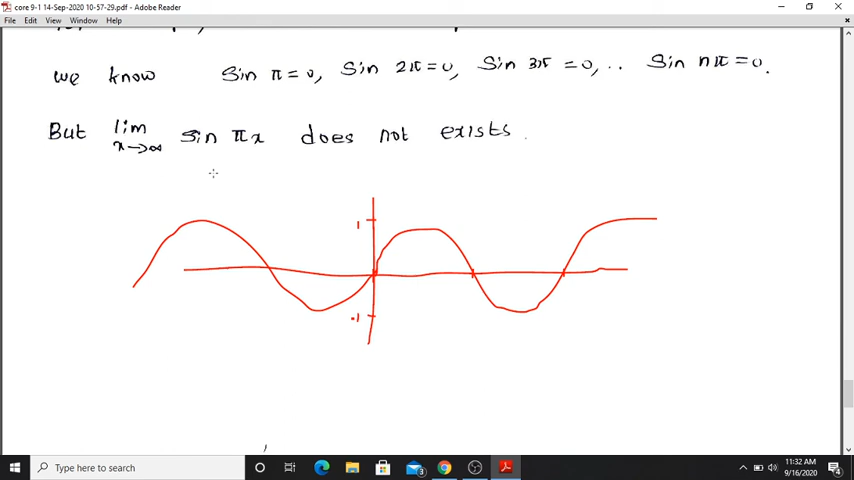 core 9-1 14-Sep-2020 10-57-29.pdf - Adobe Reader
File Edit View Window Help
we know Sin π=0, Sin 2π=0, Sin 3π =0, .. Sin nπ=0.
But lim x→∞ Sin πx does not exists.
1
-1
Type here to search
3
11:32 AM
9/16/2020
4